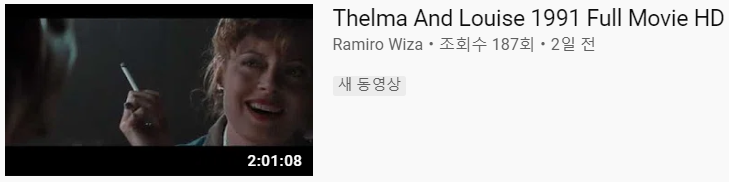 Thelma And Louise 1991 Full Movie HD
Ramiro Wiza • 조회수 187회 • 2일 전
새 동영상
2:01:08